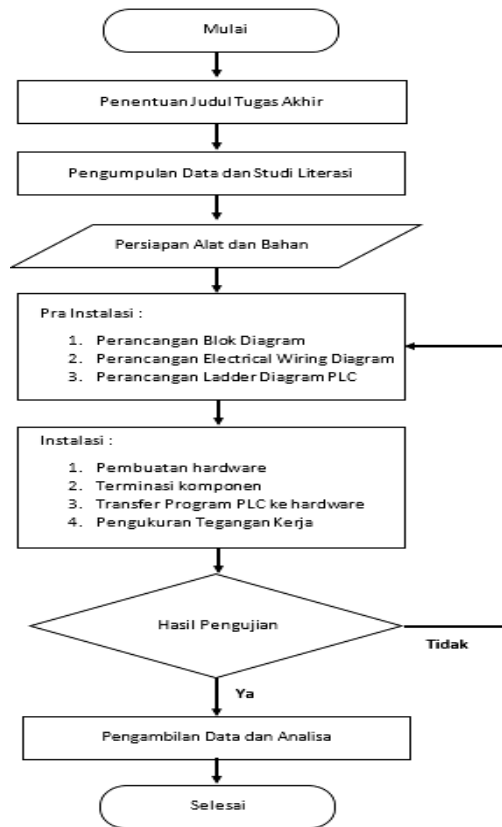 Mulai
Penentuan Judul Tugas Akhir
Pengumpulan Data dan Studi Literasi
Persiapan Alat dan Bahan
Pra Instalasi :
1. Perancangan Blok Diagram
2. Perancangan Electrical Wiring Diagram
3. Perancangan Ladder Diagram PLC
Instalasi :
1. Pembuatan hardware
2. Terminasi komponen
3. Transfer Program PLC ke hardware
4. Pengukuran Tegangan Kerja
Hasil Pengujian
Tidak
Ya
Pengambilan Data dan Analisa
Selesai